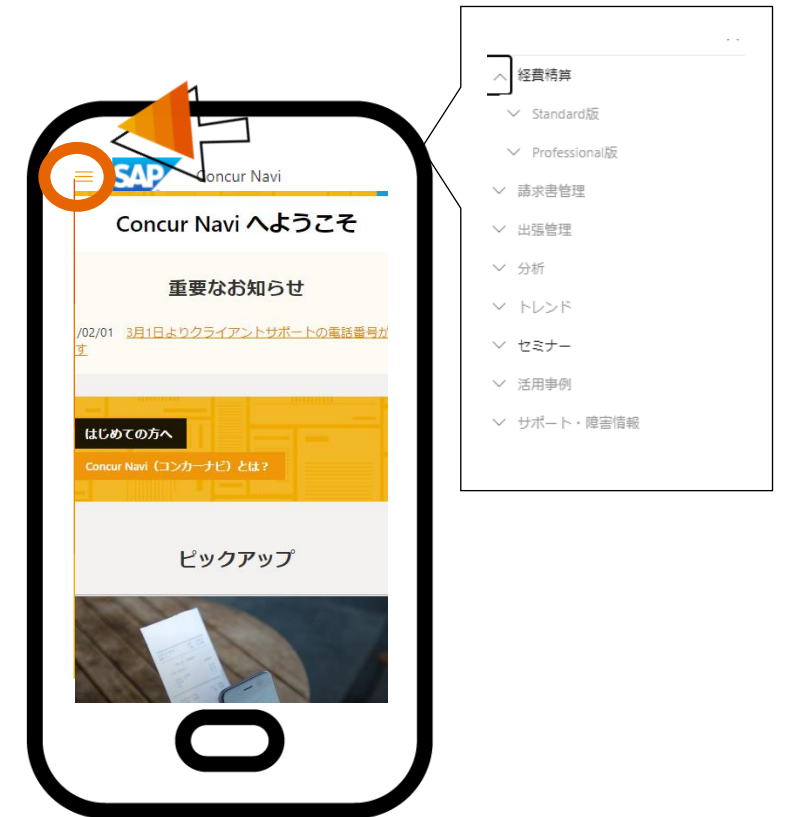 SAP
Concur Navi
Concur Navi へようこそ
重要なお知らせ
/02/01 3月1日よりクライアントサポートの電話番号が
す
はじめての方へ
Concur Navi（コンカーナビ）とは？
ピックアップ
経費精算
Standard版
Professional版
請求書管理
出張管理
分析
トレンド
セミナー
活用事例
サポート・障害情報